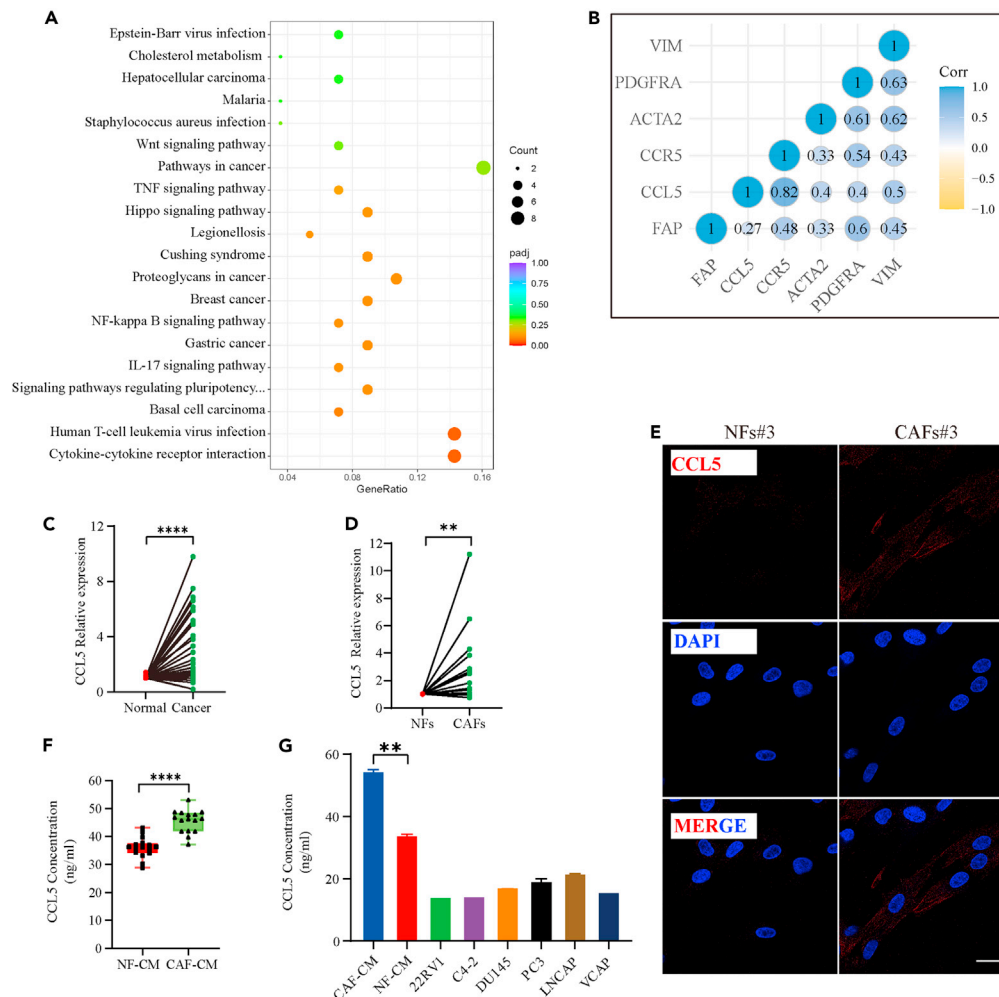 A
Epstein-Barr virus infection
Cholesterol metabolism
Hepatocellular carcinoma
Malaria
Staphylococcus aureus infection
Wnt signaling pathway
Pathways in cancer
TNF signaling pathway
Hippo signaling pathway
Legionellosis
Cushing syndrome
Proteoglycans in cancer
Breast cancer
NF-kappa B signaling pathway
Gastric cancer
IL-17 signaling pathway
Signaling pathways regulating pluripotency...
Basal cell carcinoma
Human T-cell leukemia virus infection
Cytokine-cytokine receptor interaction
0.04 0.08 0.12 0.16
GeneRatio
Count
2
4
6
8
padj
1.00
0.75
0.50
0.25
0.00
B
VIM 1
PDGFRA 1 0.63
ACTA2 1 0.61 0.62
CCR5 1 0.33 0.54 0.43
CCL5 1 0.82 0.4 0.4 0.5
FAP 1 0.27 0.48 0.33 0.6 0.45
FAP CCL5 CCR5 ACTA2 PDGFRA VIM
Corr
1.0
0.5
0.0
−0.5
−1.0
C
CCL5 Relative expression
12
8
4
0
****
Normal Cancer
D
CCL5 Relative expression
12
10
8
6
4
2
0
**
NFs CAFs
E
NFs#3 CAFs#3
CCL5
DAPI
MERGE
F
CCL5 Concentration
(ng/ml)
60
50
40
30
20
10
0
****
NF-CM CAF-CM
G
CCL5 Concentration
(ng/ml)
60
40
20
0
**
CAF-CM NF-CM 22RV1 C4-2 DU145 PC3 LNCAP VCAP